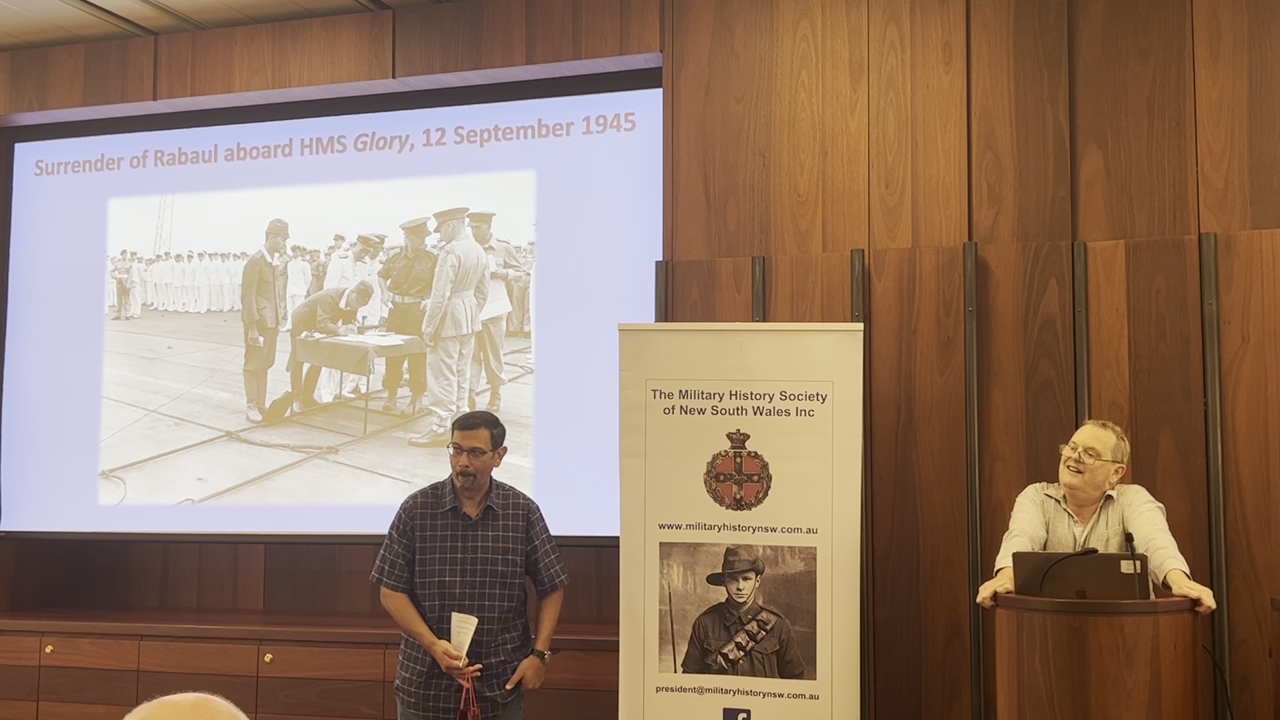 Surrender of Rabaul aboard HMS Glory, 12 September 1945
The Military History Society
of New South Wales Inc
www.militaryhistorynsw.com.au
president@militaryhistorynsw.com.au